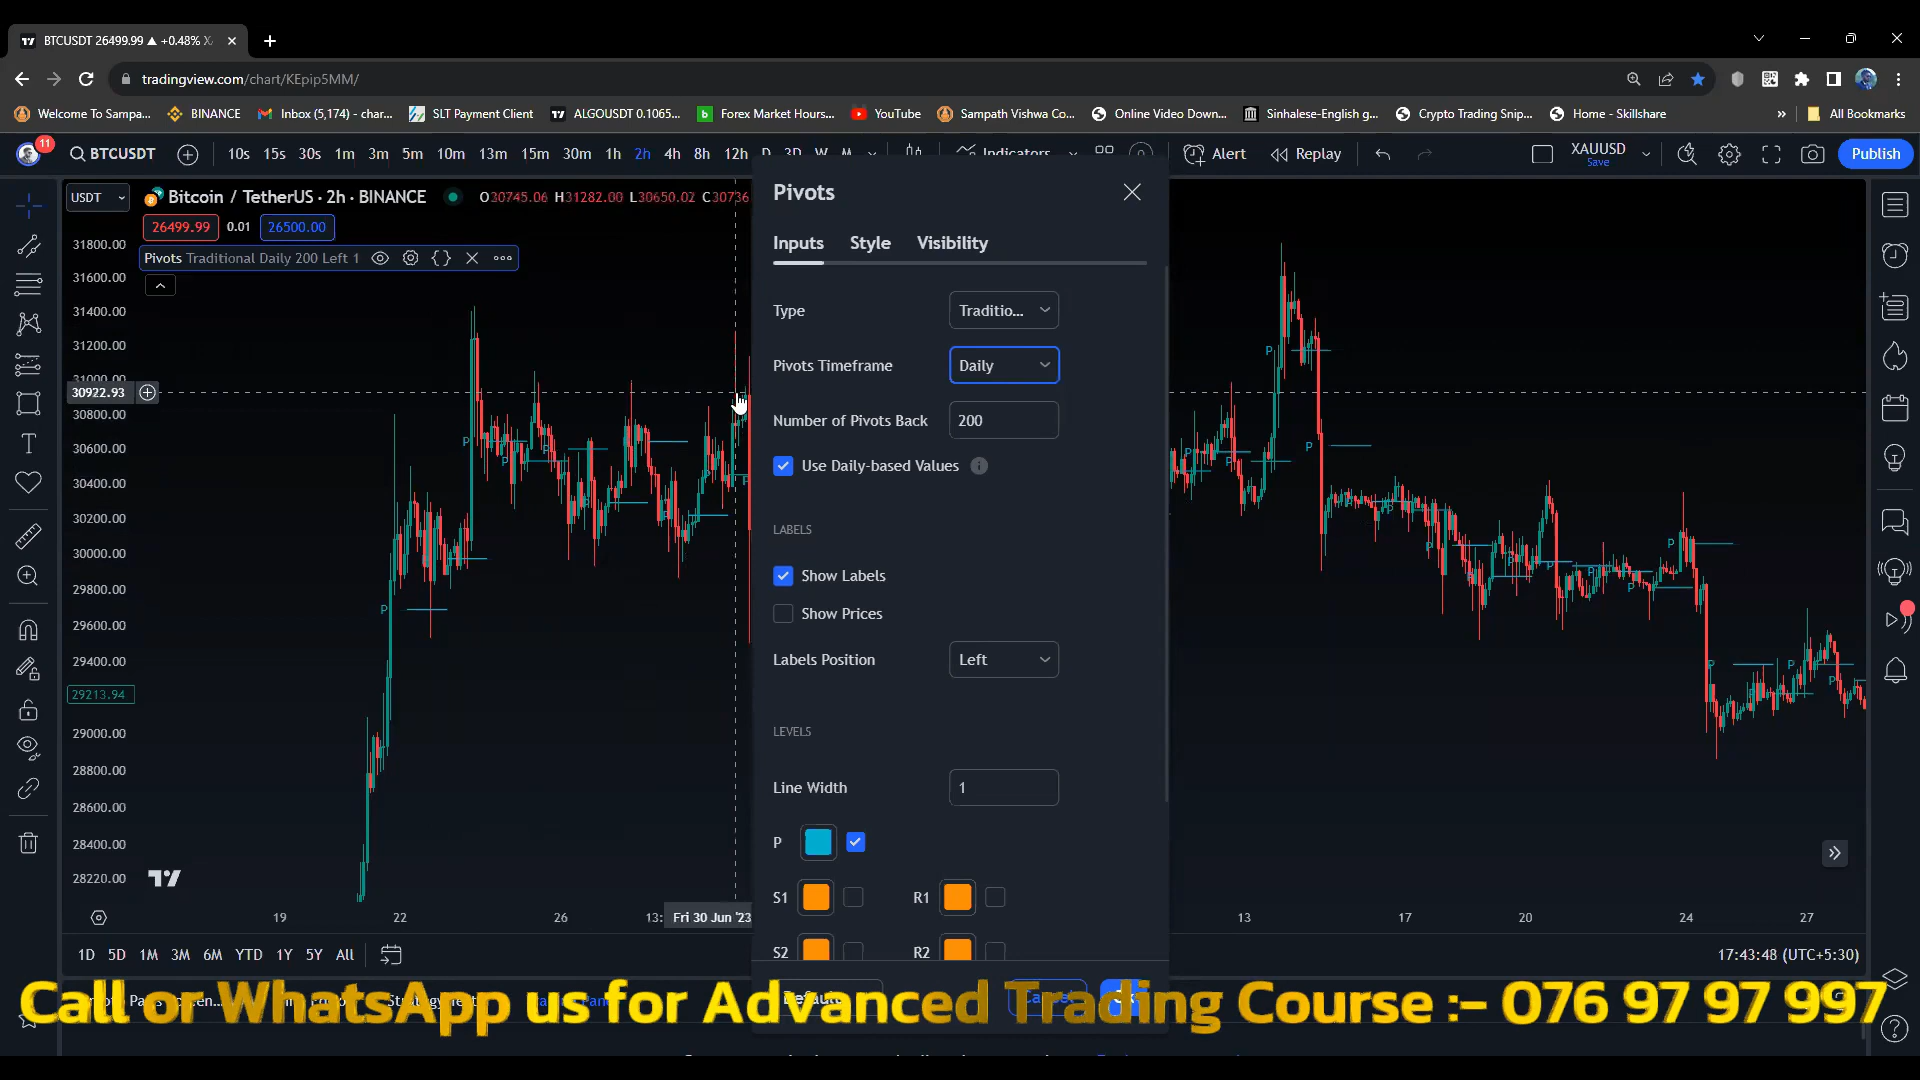 BTCUSDT 26499.99 ▲ +0.48%
tradingview.com/chart/KEpip5MM/
Welcome To Sampa... BINANCE Inbox (5,174) - char... SLT Payment Client ALGOUSDT 0.1065... Forex Market Hours... YouTube Sampath Vishwa Co... Online Video Down... Sinhalese-English g... Crypto Trading Snip... Home - Skillshare » All Bookmarks
11 BTCUSDT 10s 15s 30s 1m 3m 5m 10m 13m 15m 30m 1h 2h 4h 8h 12h D 3D W M Indicators Alert Replay XAUUSD Save Publish
USDT Bitcoin / TetherUS · 2h · BINANCE O30745.06 H31282.00 L30650.02 C30736
26499.99 0.01 26500.00
Pivots Traditional Daily 200 Left 1
31800.00
31600.00
31400.00
31200.00
31000.00
30922.93
30800.00
30600.00
30400.00
30200.00
30000.00
29800.00
29600.00
29400.00
29213.94
29000.00
28800.00
28600.00
28400.00
28220.00
Pivots
Inputs Style Visibility
Type Traditio...
Pivots Timeframe Daily
Number of Pivots Back 200
Use Daily-based Values
LABELS
Show Labels
Show Prices
Labels Position Left
LEVELS
Line Width 1
P
S1 R1
S2 R2
19 22 26 13: Fri 30 Jun '23 13 17 20 24 27
1D 5D 1M 3M 6M YTD 1Y 5Y All 17:43:48 (UTC+5:30)
Call or WhatsApp us for Advanced Trading Course :- 076 97 97 997